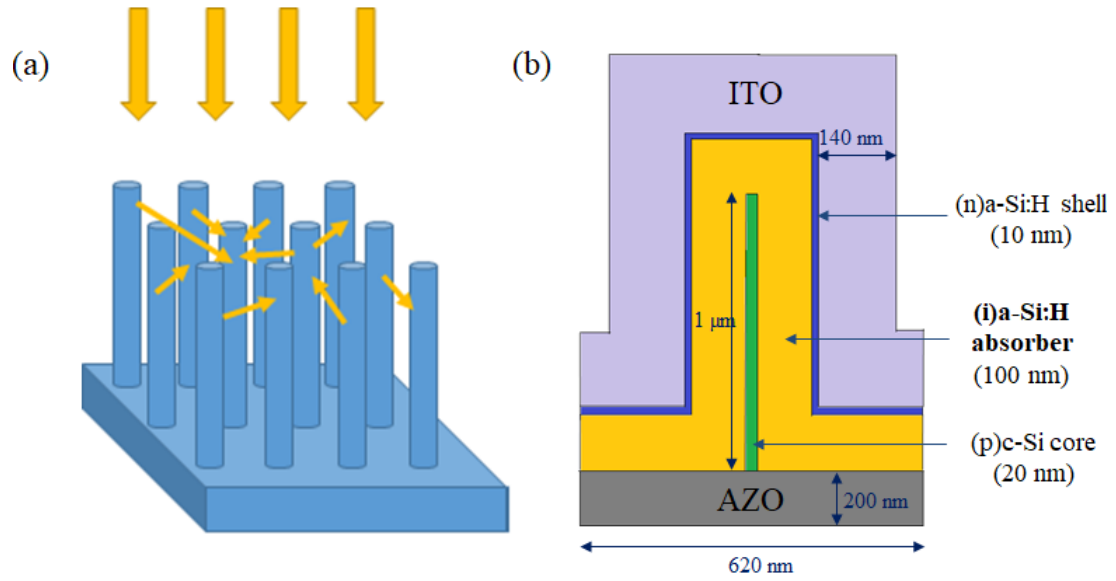 (a)
(b)
ITO
140 nm
(n)a-Si:H shell
(10 nm)
1 μm
(i)a-Si:H
absorber
(100 nm)
(p)c-Si core
(20 nm)
AZO
200 nm
620 nm